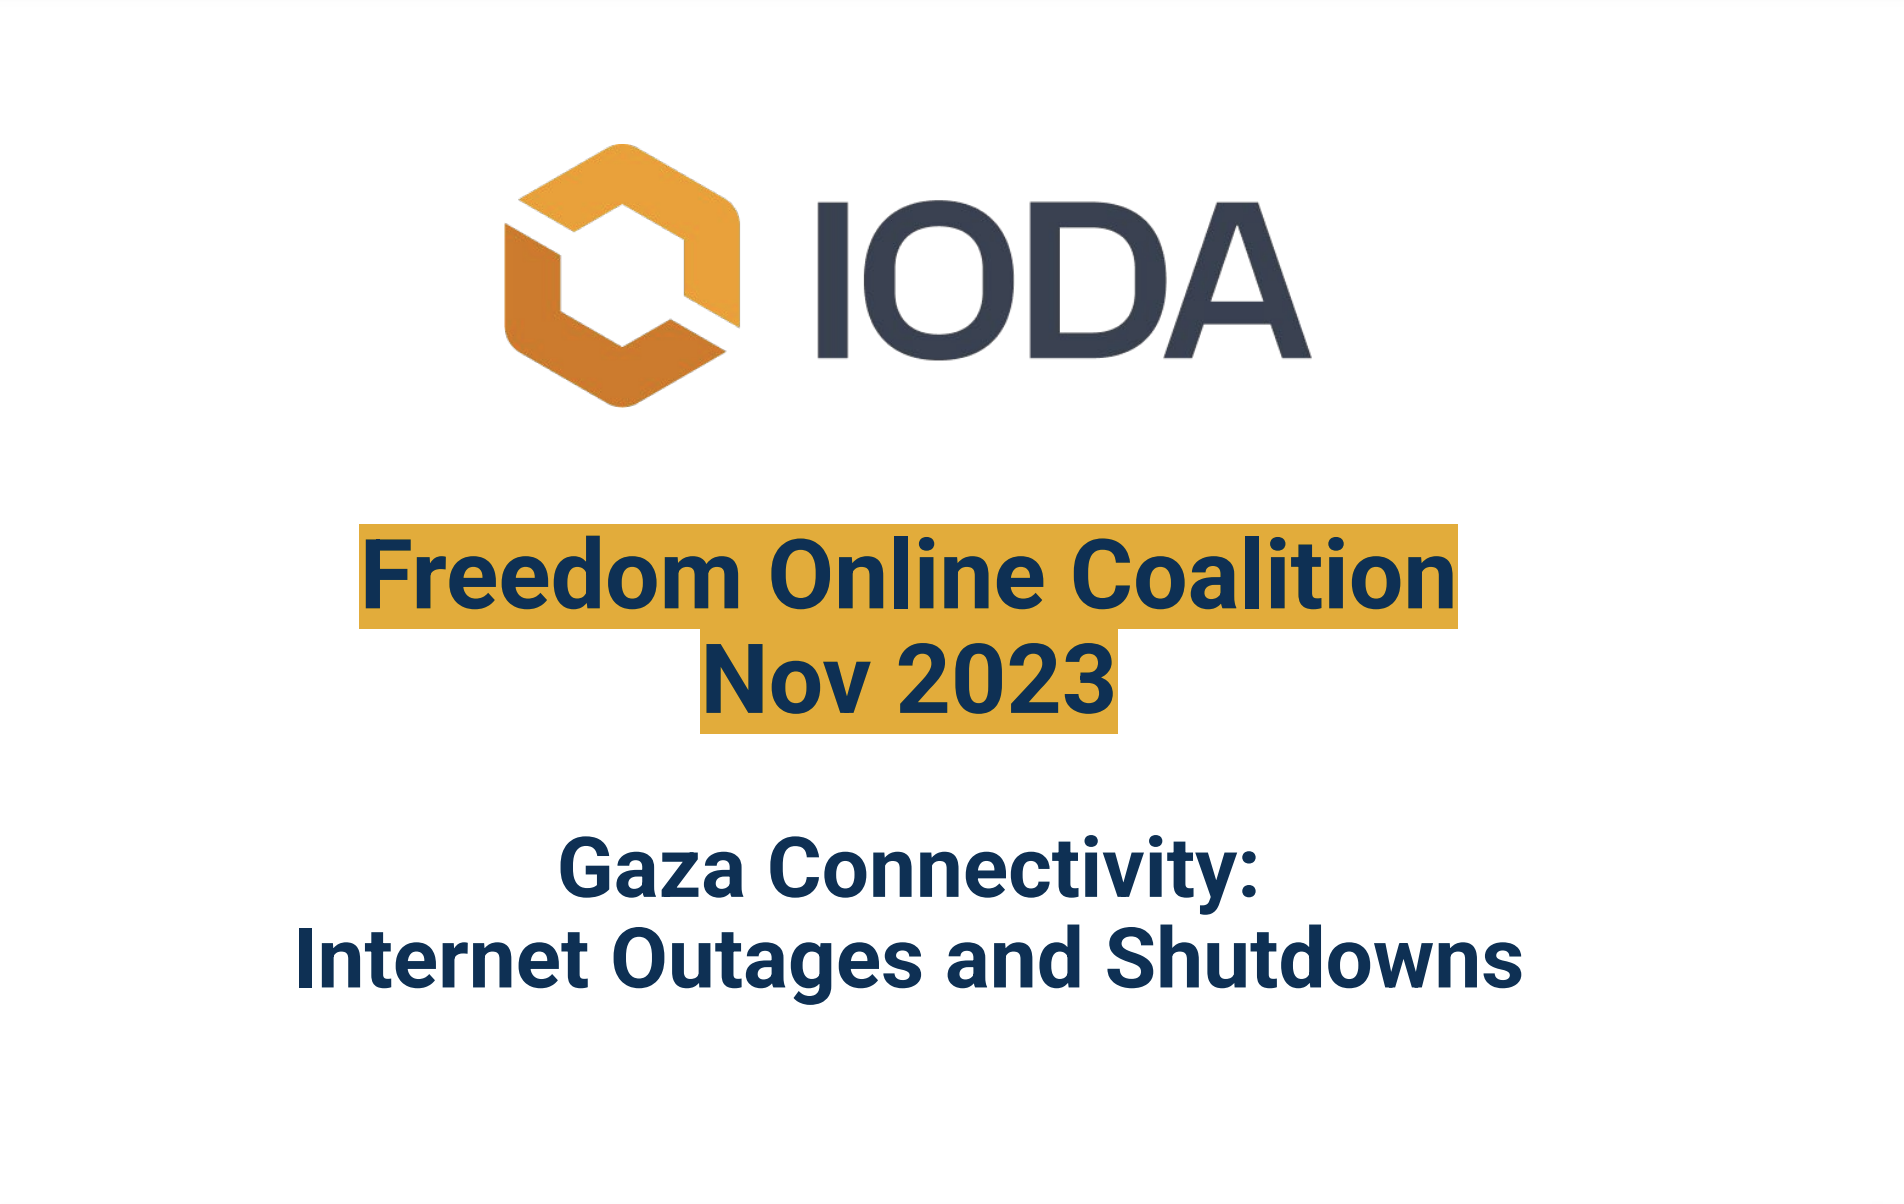 IODA
Freedom Online Coalition
Nov 2023
Gaza Connectivity:
Internet Outages and Shutdowns